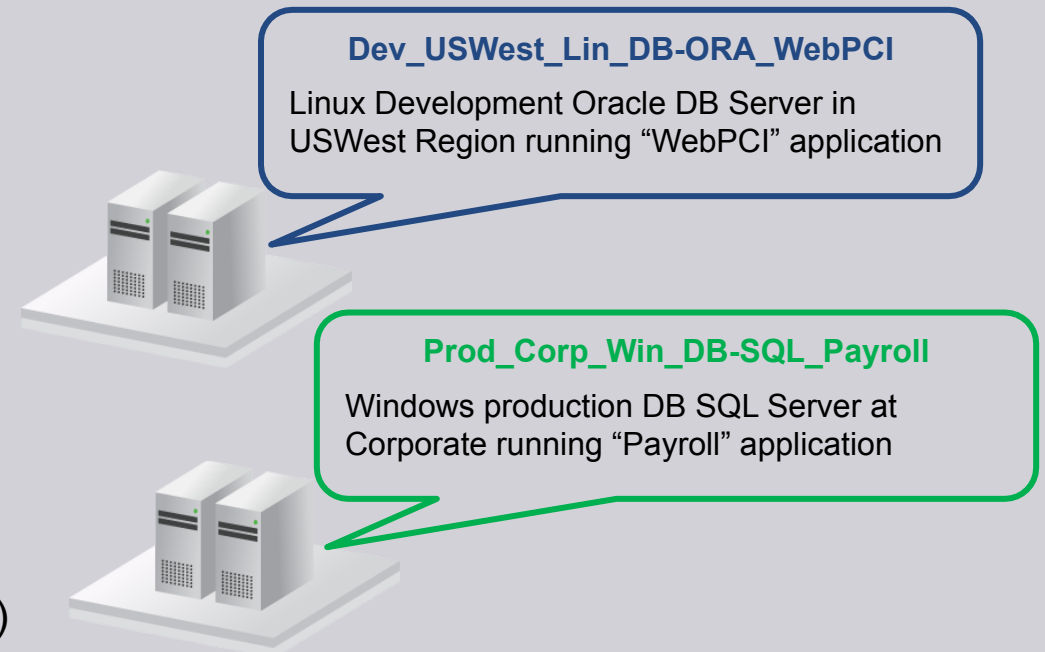 Dev_USWest_Lin_DB-ORA_WebPCI
Linux Development Oracle DB Server in
USWest Region running “WebPCI” application
Prod_Corp_Win_DB-SQL_Payroll
Windows production DB SQL Server at
Corporate running “Payroll” application
)